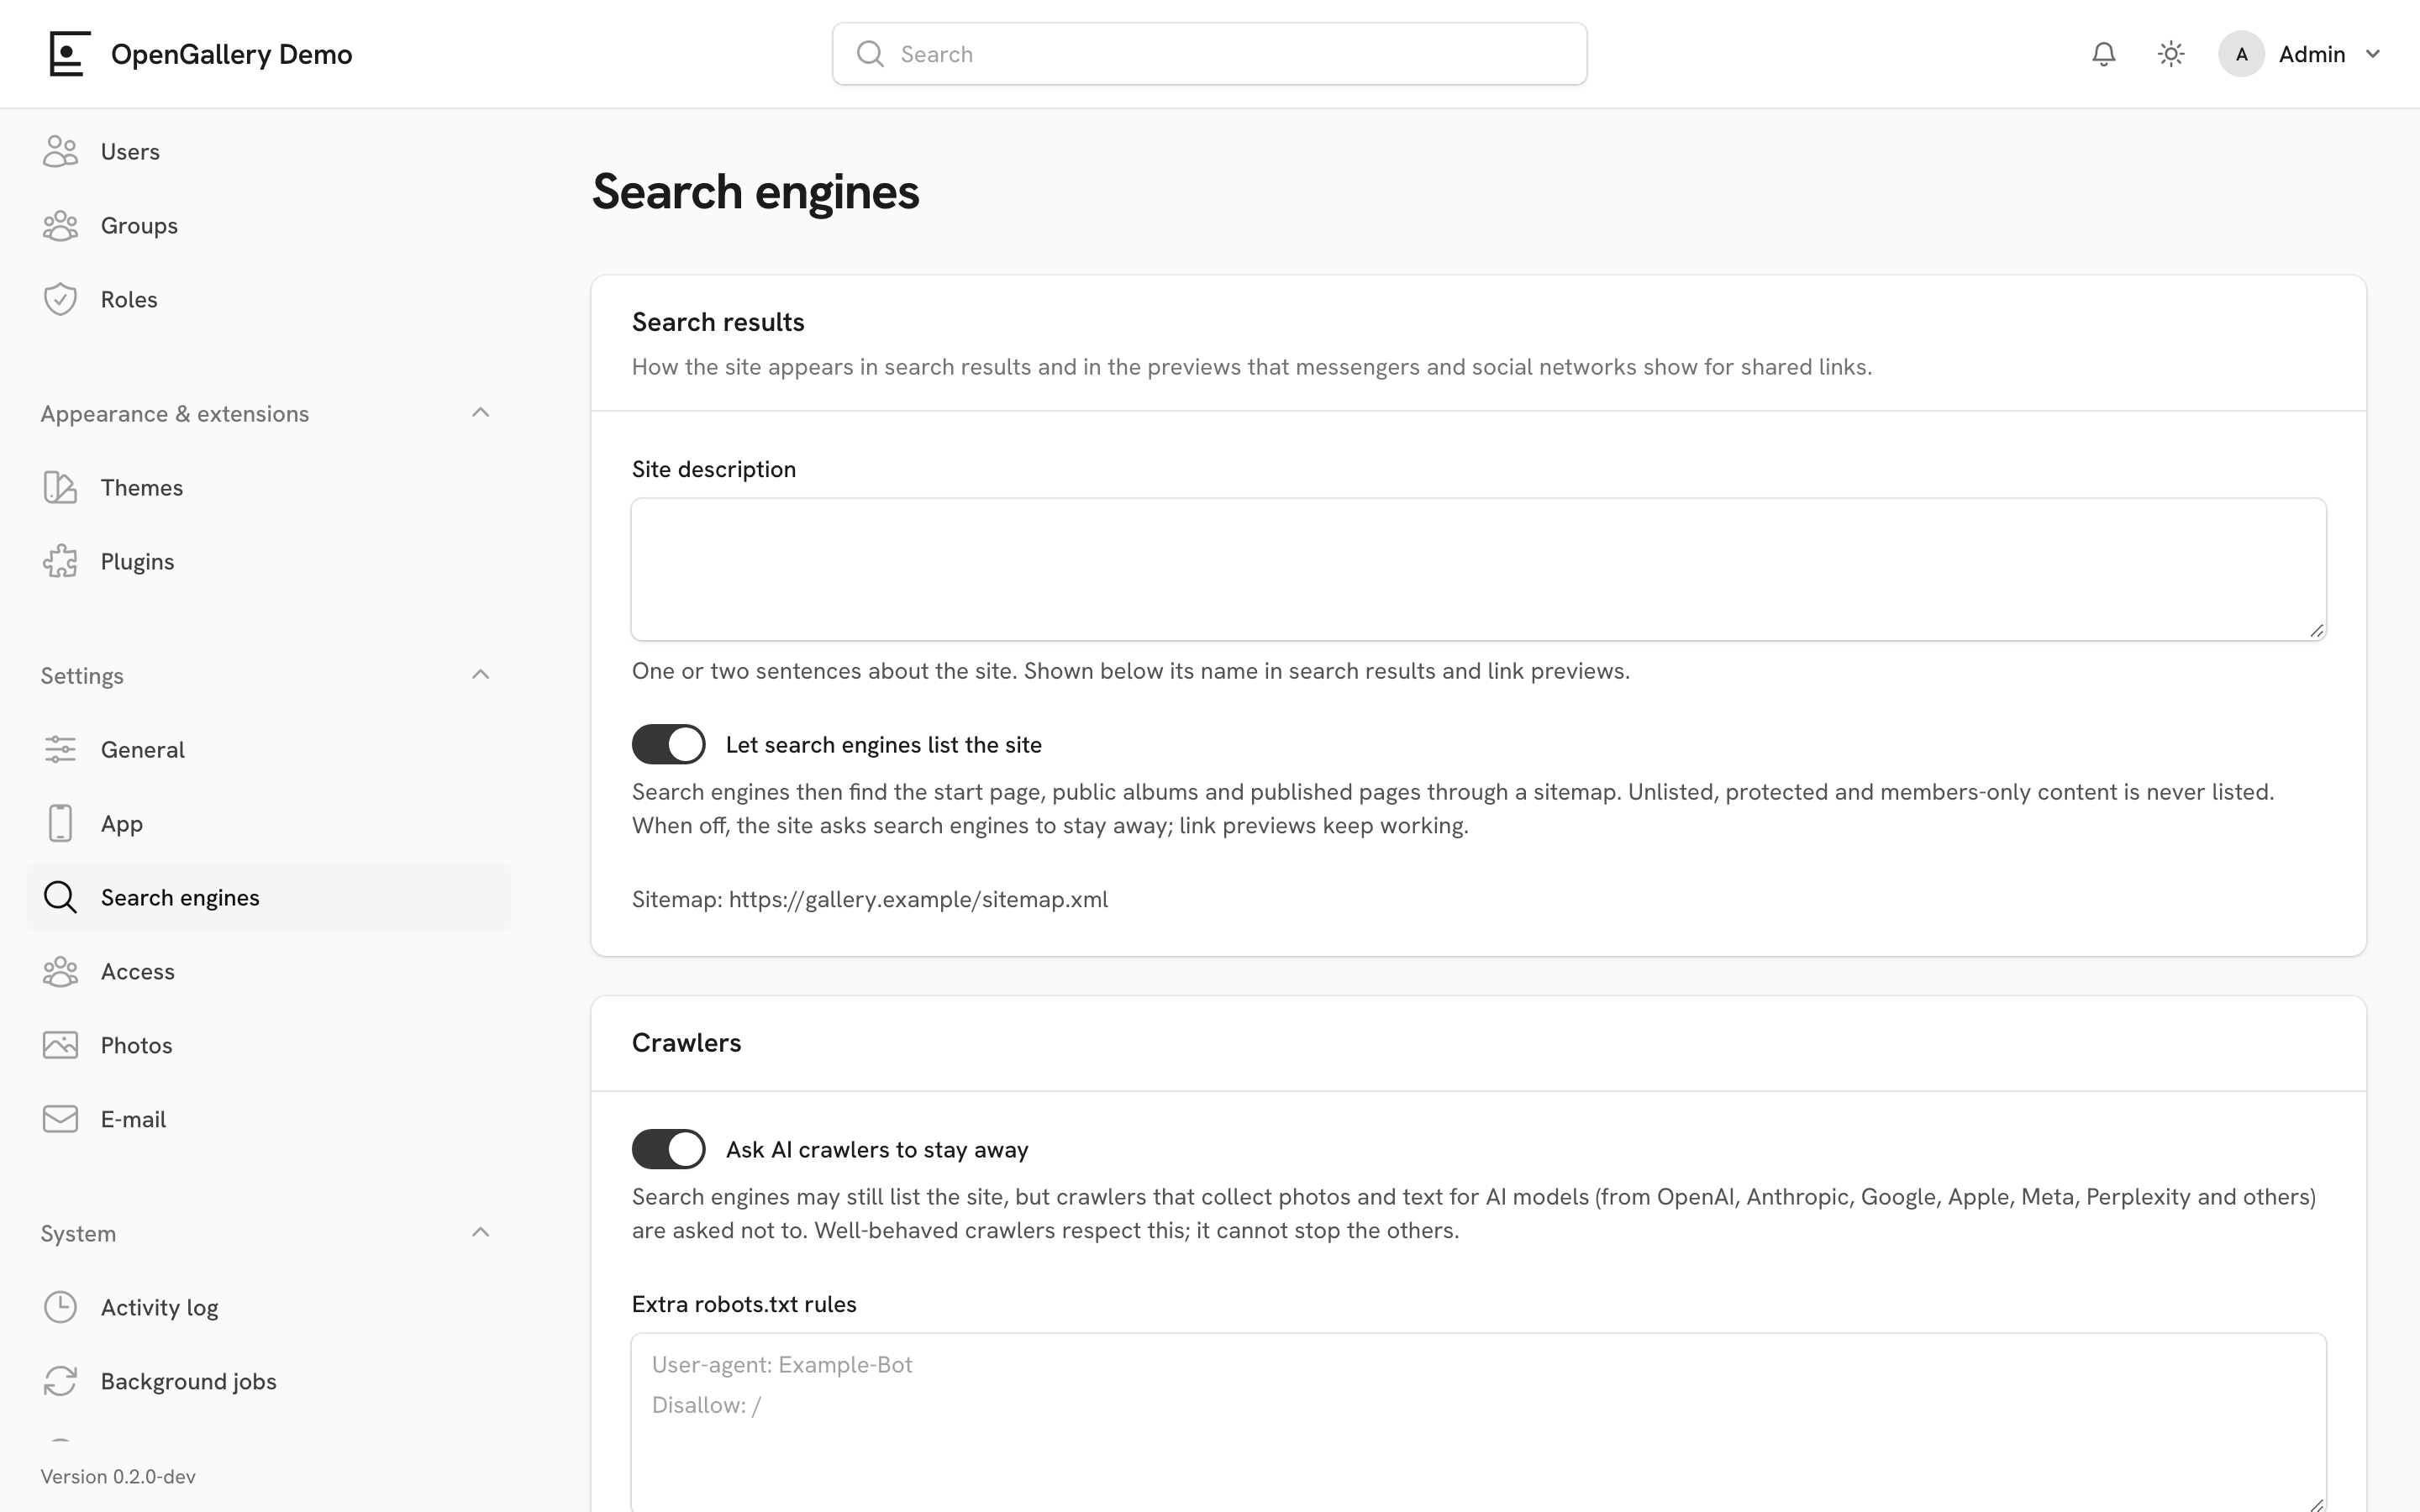 OpenGallery Demo
Search
A
Admin
Users
Groups
Roles
Appearance & extensions
Themes
Plugins
Settings
General
App
Search engines
Access
Photos
E-mail
System
Activity log
Background jobs
Version 0.2.0-dev
Search engines
Search results
How the site appears in search results and in the previews that messengers and social networks show for shared links.
Site description
One or two sentences about the site. Shown below its name in search results and link previews.
Let search engines list the site
Search engines then find the start page, public albums and published pages through a sitemap. Unlisted, protected and members-only content is never listed.
When off, the site asks search engines to stay away; link previews keep working.
Sitemap: https://gallery.example/sitemap.xml
Crawlers
Ask AI crawlers to stay away
Search engines may still list the site, but crawlers that collect photos and text for AI models (from OpenAI, Anthropic, Google, Apple, Meta, Perplexity and others)
are asked not to. Well-behaved crawlers respect this; it cannot stop the others.
Extra robots.txt rules
User-agent: Example-Bot
Disallow: /